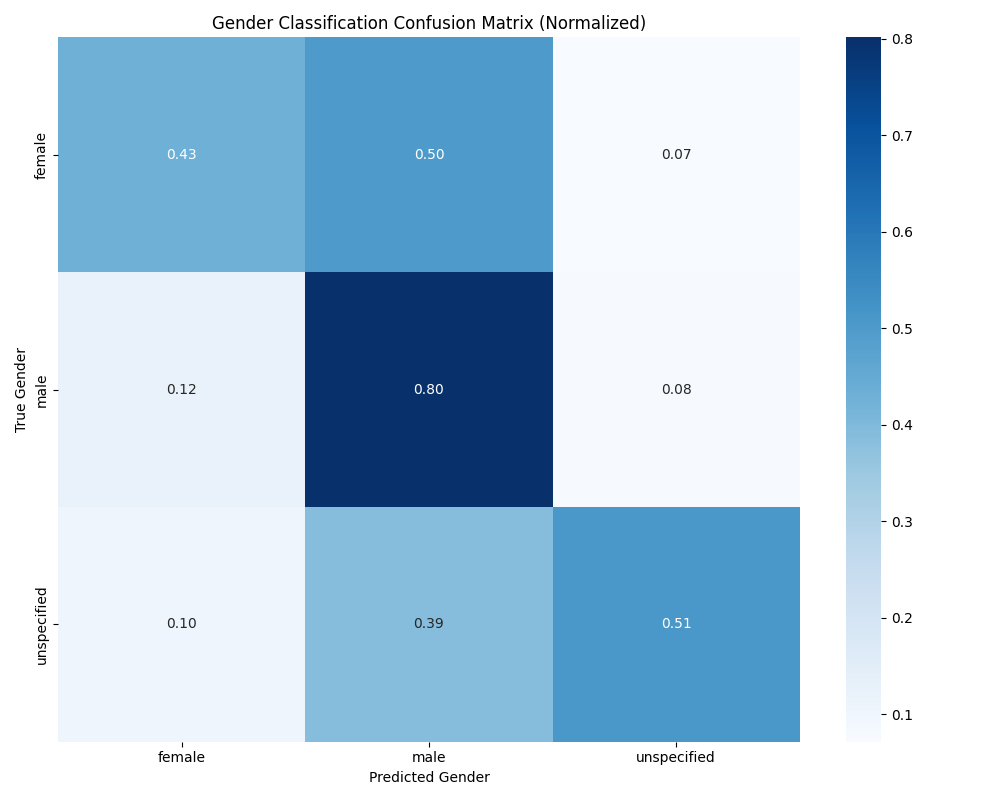 Gender Classification Confusion Matrix (Normalized)
female
0.43 0.50 0.07
male
0.12 0.80 0.08
unspecified
0.10 0.39 0.51
True Gender
female male unspecified
Predicted Gender
0.8
0.7
0.6
0.5
0.4
0.3
0.2
0.1